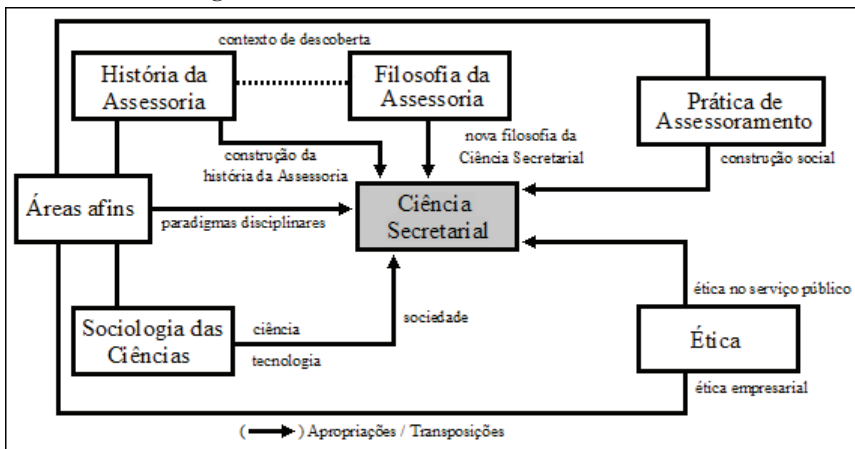 contexto de descoberta
História da
Assessoria
Filosofia da
Assessoria
Prática de
Assessoramento
construção social
nova filosofia da
Ciência Secretarial
construção da
história da Assessoria
Áreas afins
paradigmas disciplinares
Ciência
Secretarial
Sociologia das
Ciências
ciência
tecnologia
sociedade
ética no serviço público
Ética
ética empresarial
( ) Apropriações / Transposições